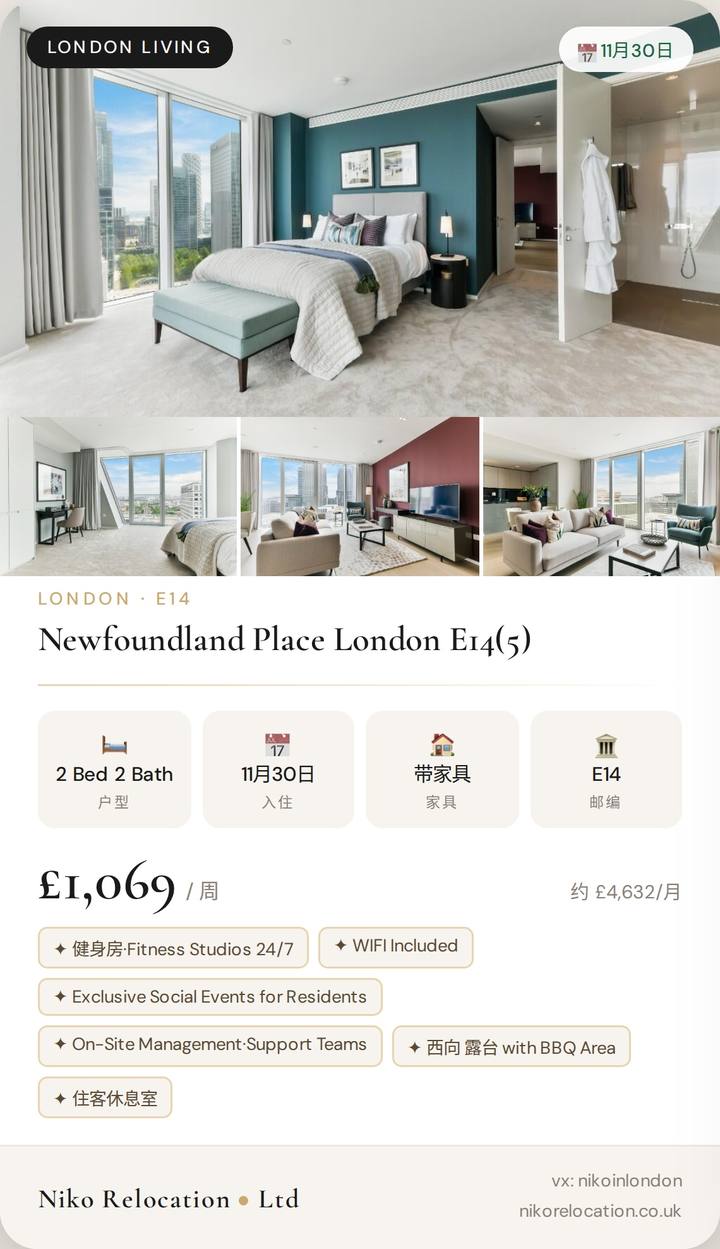 LONDON LIVING
📅 11月30日
LONDON · E14
Newfoundland Place London E14(5)
2 Bed 2 Bath
户型
11月30日
入住
带家具
家具
E14
邮编
£1,069 / 周
约 £4,632/月
✦ 健身房·Fitness Studios 24/7
✦ WIFI Included
✦ Exclusive Social Events for Residents
✦ On-Site Management·Support Teams
✦ 西向 露台 with BBQ Area
✦ 住客休息室
Niko Relocation • Ltd
vx: nikoinlondon
nikorelocation.co.uk